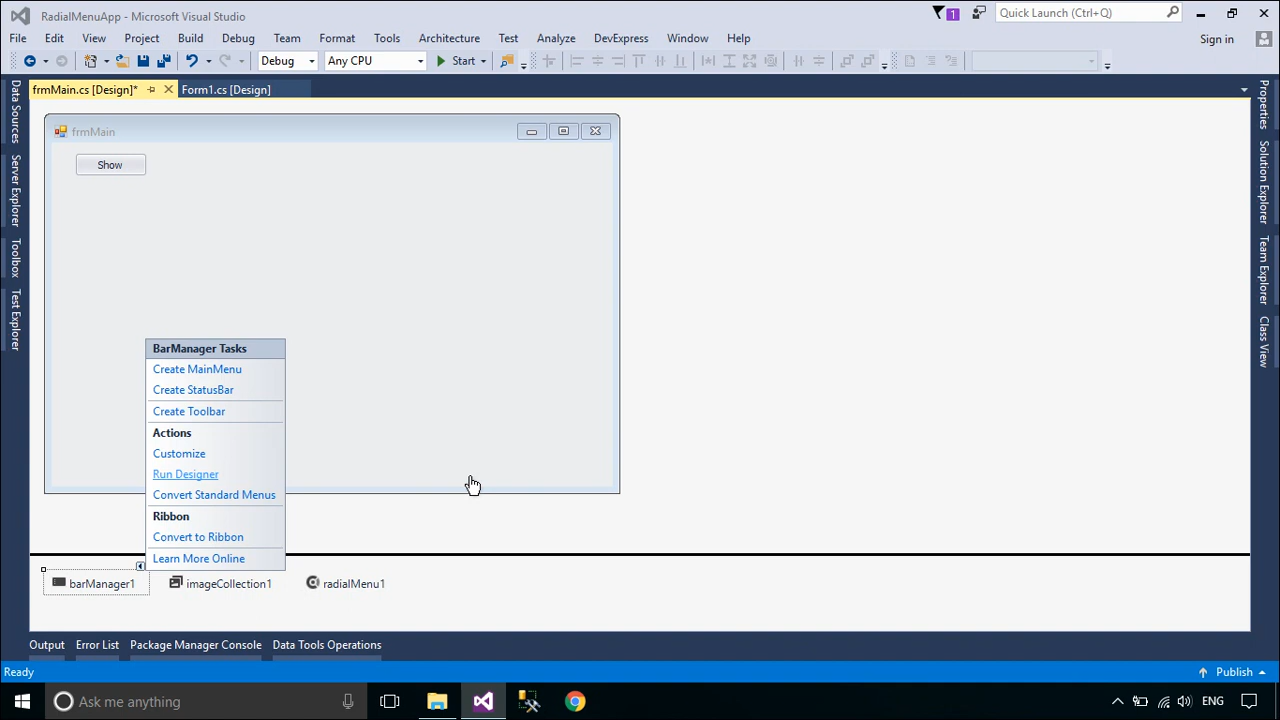 RadialMenuApp - Microsoft Visual Studio
1
Quick Launch (Ctrl+Q)
File Edit View Project Build Debug Team Format Tools Architecture Test Analyze DevExpress Window Help
Sign in
Debug Any CPU Start
frmMain.cs [Design]* Form1.cs [Design]
Data Sources
Server Explorer
Toolbox
Test Explorer
frmMain
Show
BarManager Tasks
Create MainMenu
Create StatusBar
Create Toolbar
Actions
Customize
Run Designer
Convert Standard Menus
Ribbon
Convert to Ribbon
Learn More Online
barManager1 imageCollection1 radialMenu1
Properties
Solution Explorer
Team Explorer
Class View
Output Error List Package Manager Console Data Tools Operations
Ready
Publish
Ask me anything
ENG